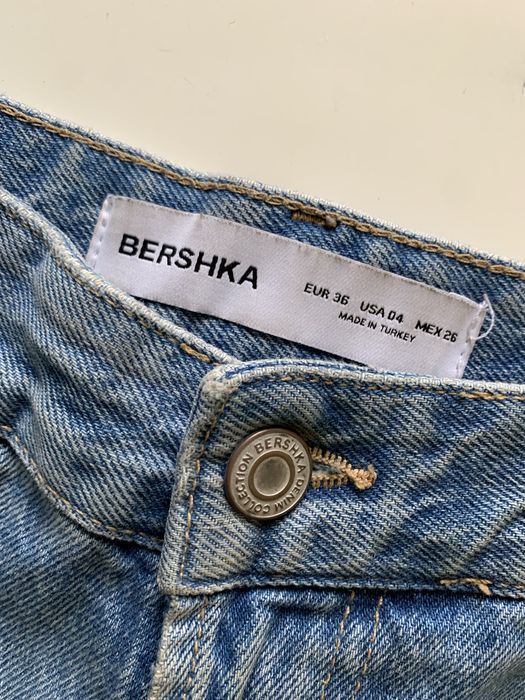 BERSHKA
EUR 36 USA 04 MEX 26
MADE IN TURKEY
BERSHKA DENIM COLLECTION